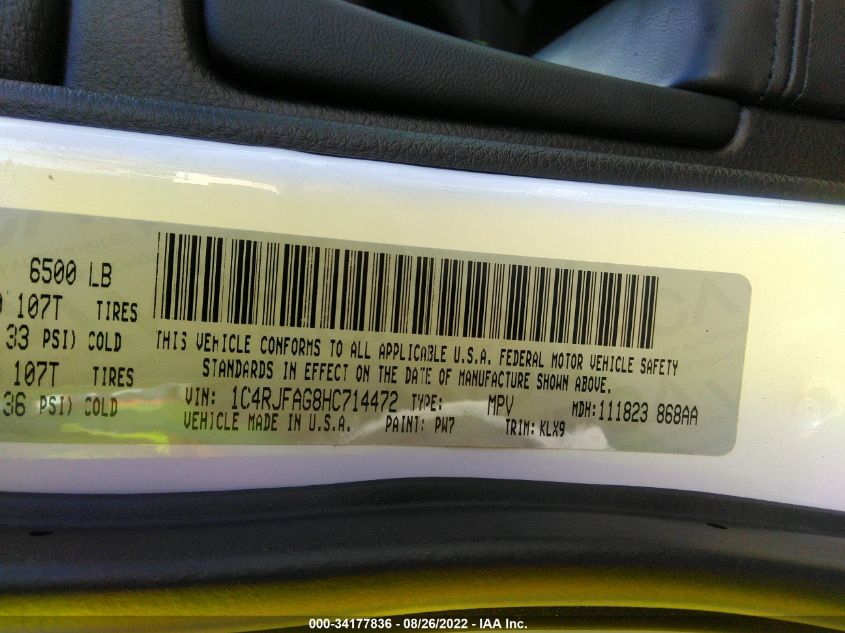 6500 LB
107T TIRES
33 PSI) COLD
107T TIRES
36 PSI) COLD
THIS VEHICLE CONFORMS TO ALL APPLICABLE U.S.A. FEDERAL MOTOR VEHICLE SAFETY
STANDARDS IN EFFECT ON THE DATE OF MANUFACTURE SHOWN ABOVE.
VIN: 1C4RJFAG8HC714472 TYPE: MPV MDH:111823 868AA
VEHICLE MADE IN U.S.A. PAINT: PW7 TRIM: KLX9
000-34177836 - 08/26/2022 - IAA Inc.